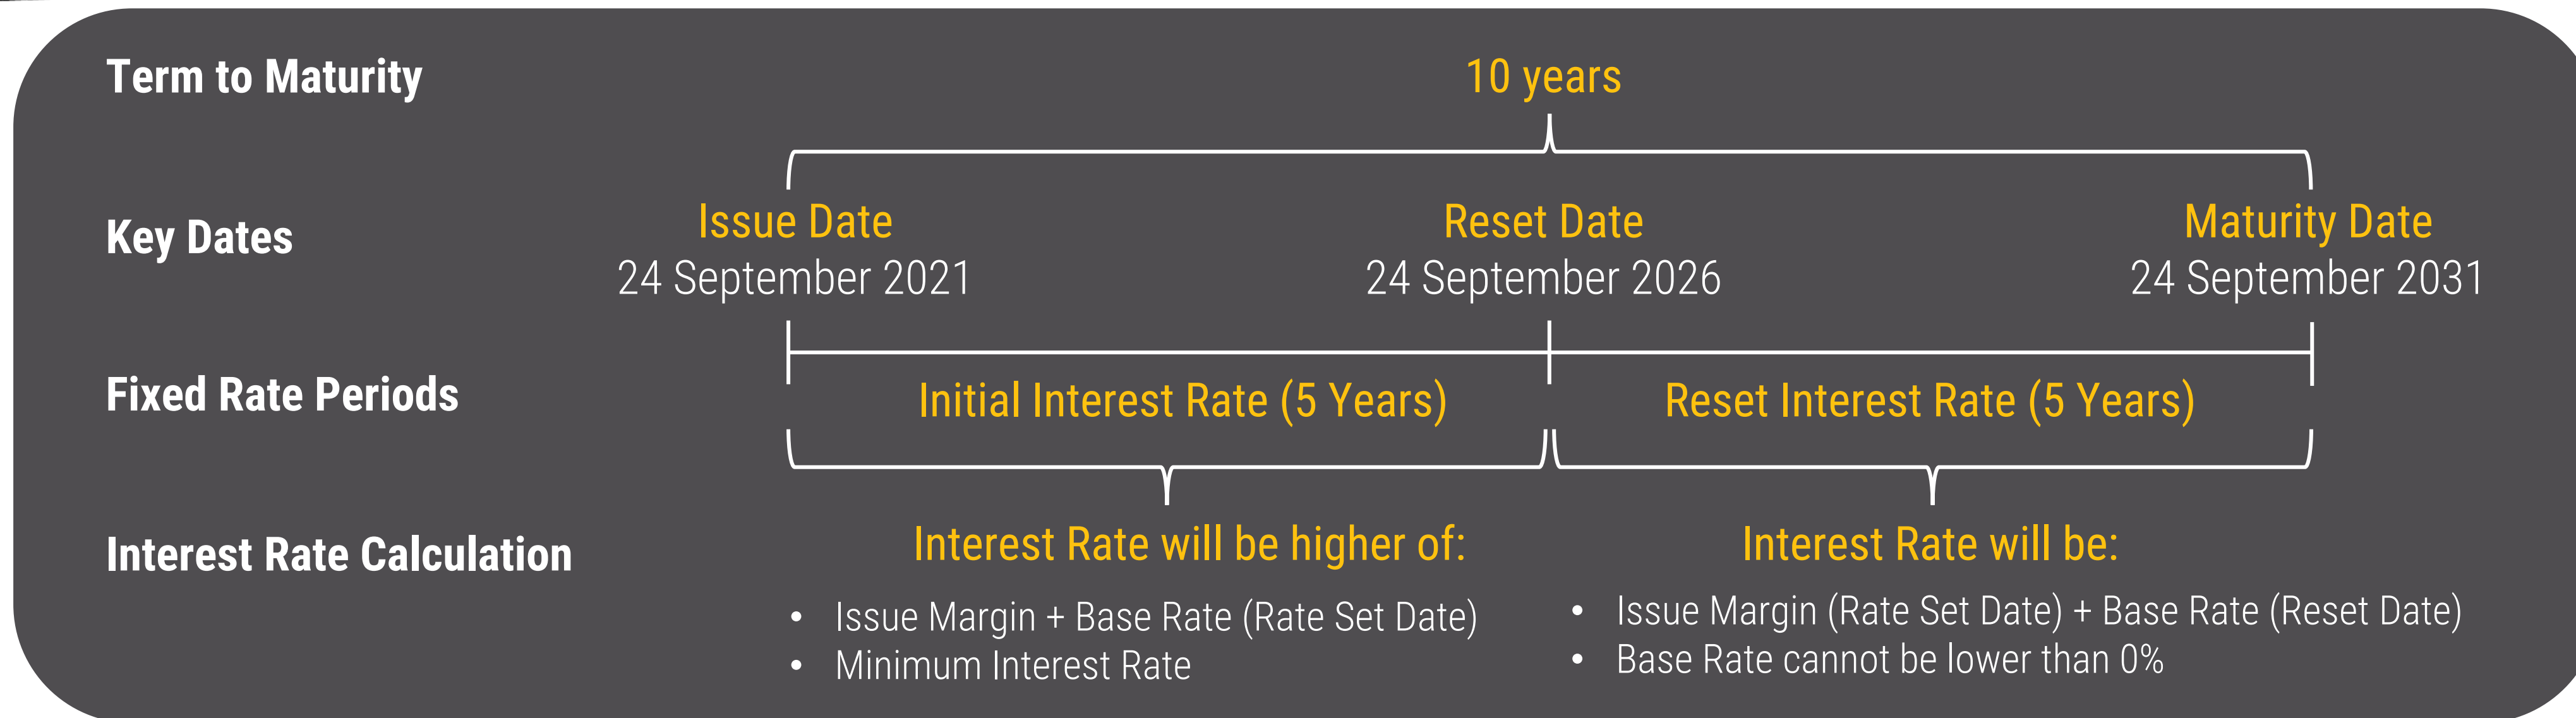 Term to Maturity
10 years
Key Dates
Issue Date
24 September 2021
Reset Date
24 September 2026
Maturity Date
24 September 2031
Fixed Rate Periods
Initial Interest Rate (5 Years)
Reset Interest Rate (5 Years)
Interest Rate Calculation
Interest Rate will be higher of:
• Issue Margin + Base Rate (Rate Set Date)
• Minimum Interest Rate
Interest Rate will be:
• Issue Margin (Rate Set Date) + Base Rate (Reset Date)
• Base Rate cannot be lower than 0%